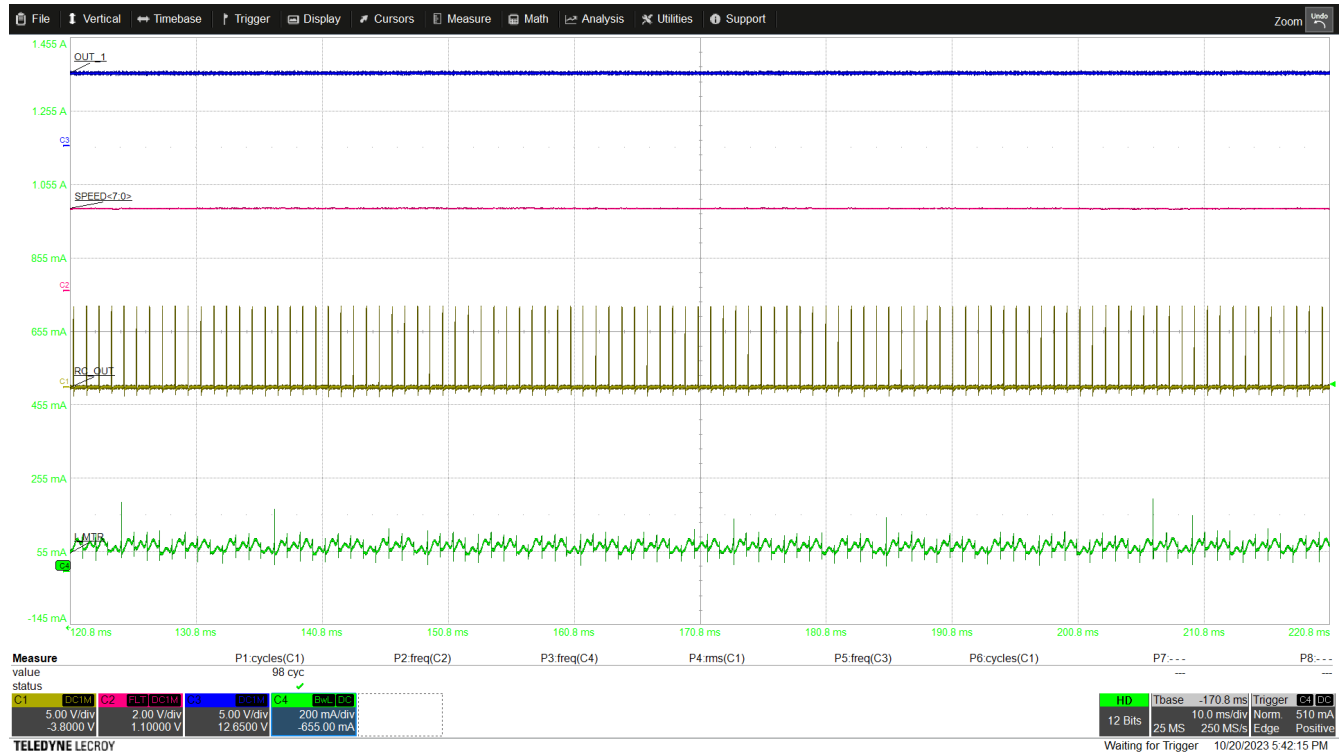 File Vertical Timebase Trigger Display Cursors Measure Math Analysis Utilities Support Zoom Undo
1.455 A
OUT_1
1.255 A
C3
1.055 A
SPEED<7:0>
855 mA
C2
655 mA
RC_OUT
C1
455 mA
255 mA
I_MTR
55 mA
C4
-145 mA
120.8 ms 130.8 ms 140.8 ms 150.8 ms 160.8 ms 170.8 ms 180.8 ms 190.8 ms 200.8 ms 210.8 ms 220.8 ms
Measure P1:cycles(C1) P2:freq(C2) P3:freq(C4) P4:rms(C1) P5:freq(C3) P6:cycles(C1) P7:- - - P8:- - -
value 98 cyc --- ---
status ✓ --- ---
C1 DC1M C2 FLT DC1M C3 DC1M C4 BwL DC HD Tbase -170.8 ms Trigger C4 DC
5.00 V/div 2.00 V/div 5.00 V/div 200 mA/div 12 Bits 10.0 ms/div Norm. 510 mA
-3.8000 V 1.10000 V 12.6500 V -655.00 mA 25 MS 250 MS/s Edge Positive
TELEDYNE LECROY Waiting for Trigger 10/20/2023 5:42:15 PM